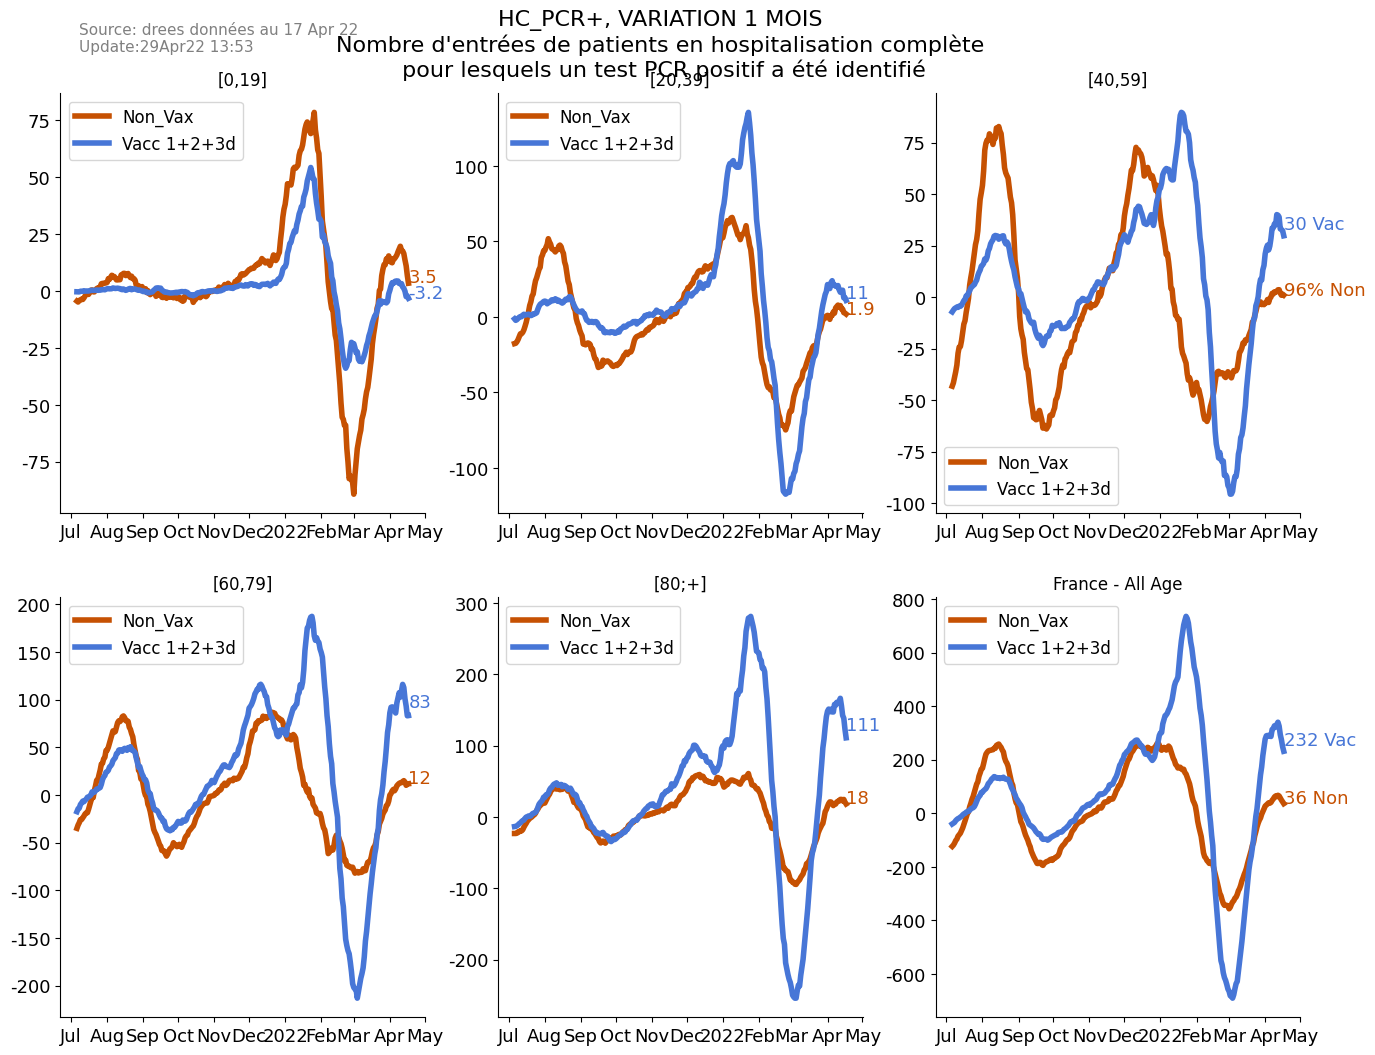 Source: drees données au 17 Apr 22
Update:29Apr22 13:53
HC_PCR+, VARIATION 1 MOIS
Nombre d'entrées de patients en hospitalisation complète
pour lesquels un test PCR positif a été identifié
[0,19]
Non_Vax
Vacc 1+2+3d
75
50
25
0
-25
-50
-75
3.5
-3.2
Jul Aug Sep Oct Nov Dec 2022 Feb Mar Apr May
[20,39]
Non_Vax
Vacc 1+2+3d
100
50
0
-50
-100
11
1.9
Jul Aug Sep Oct Nov Dec 2022 Feb Mar Apr May
[40,59]
75
50
25
0
-25
-50
-75
-100
30 Vac
96% Non
Non_Vax
Vacc 1+2+3d
Jul Aug Sep Oct Nov Dec 2022 Feb Mar Apr May
[60,79]
Non_Vax
Vacc 1+2+3d
200
150
100
50
0
-50
-100
-150
-200
83
12
Jul Aug Sep Oct Nov Dec 2022 Feb Mar Apr May
[80;+]
Non_Vax
Vacc 1+2+3d
300
200
100
0
-100
-200
111
18
Jul Aug Sep Oct Nov Dec 2022 Feb Mar Apr May
France - All Age
Non_Vax
Vacc 1+2+3d
800
600
400
200
0
-200
-400
-600
232 Vac
36 Non
Jul Aug Sep Oct Nov Dec 2022 Feb Mar Apr May